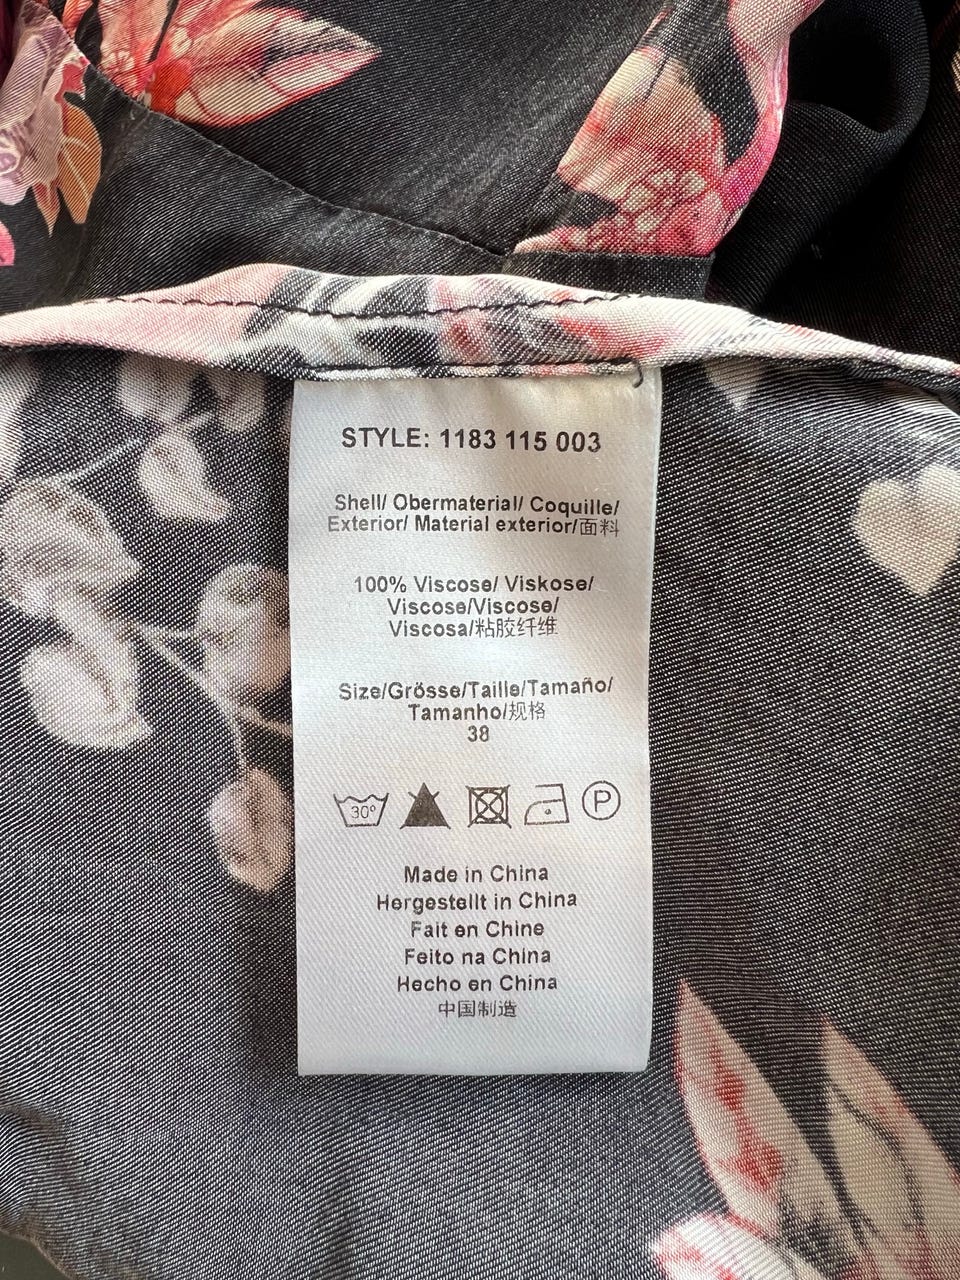 STYLE: 1183 115 003
Shell/ Obermaterial/ Coquille/
Exterior/ Material exterior/面料
100% Viscose/ Viskose/
Viscose/Viscose/
Viscosa/粘胶纤维
Size/Grösse/Taille/Tamaño/
Tamanho/规格
38
30° P
Made in China
Hergestellt in China
Fait en Chine
Feito na China
Hecho en China
中国制造